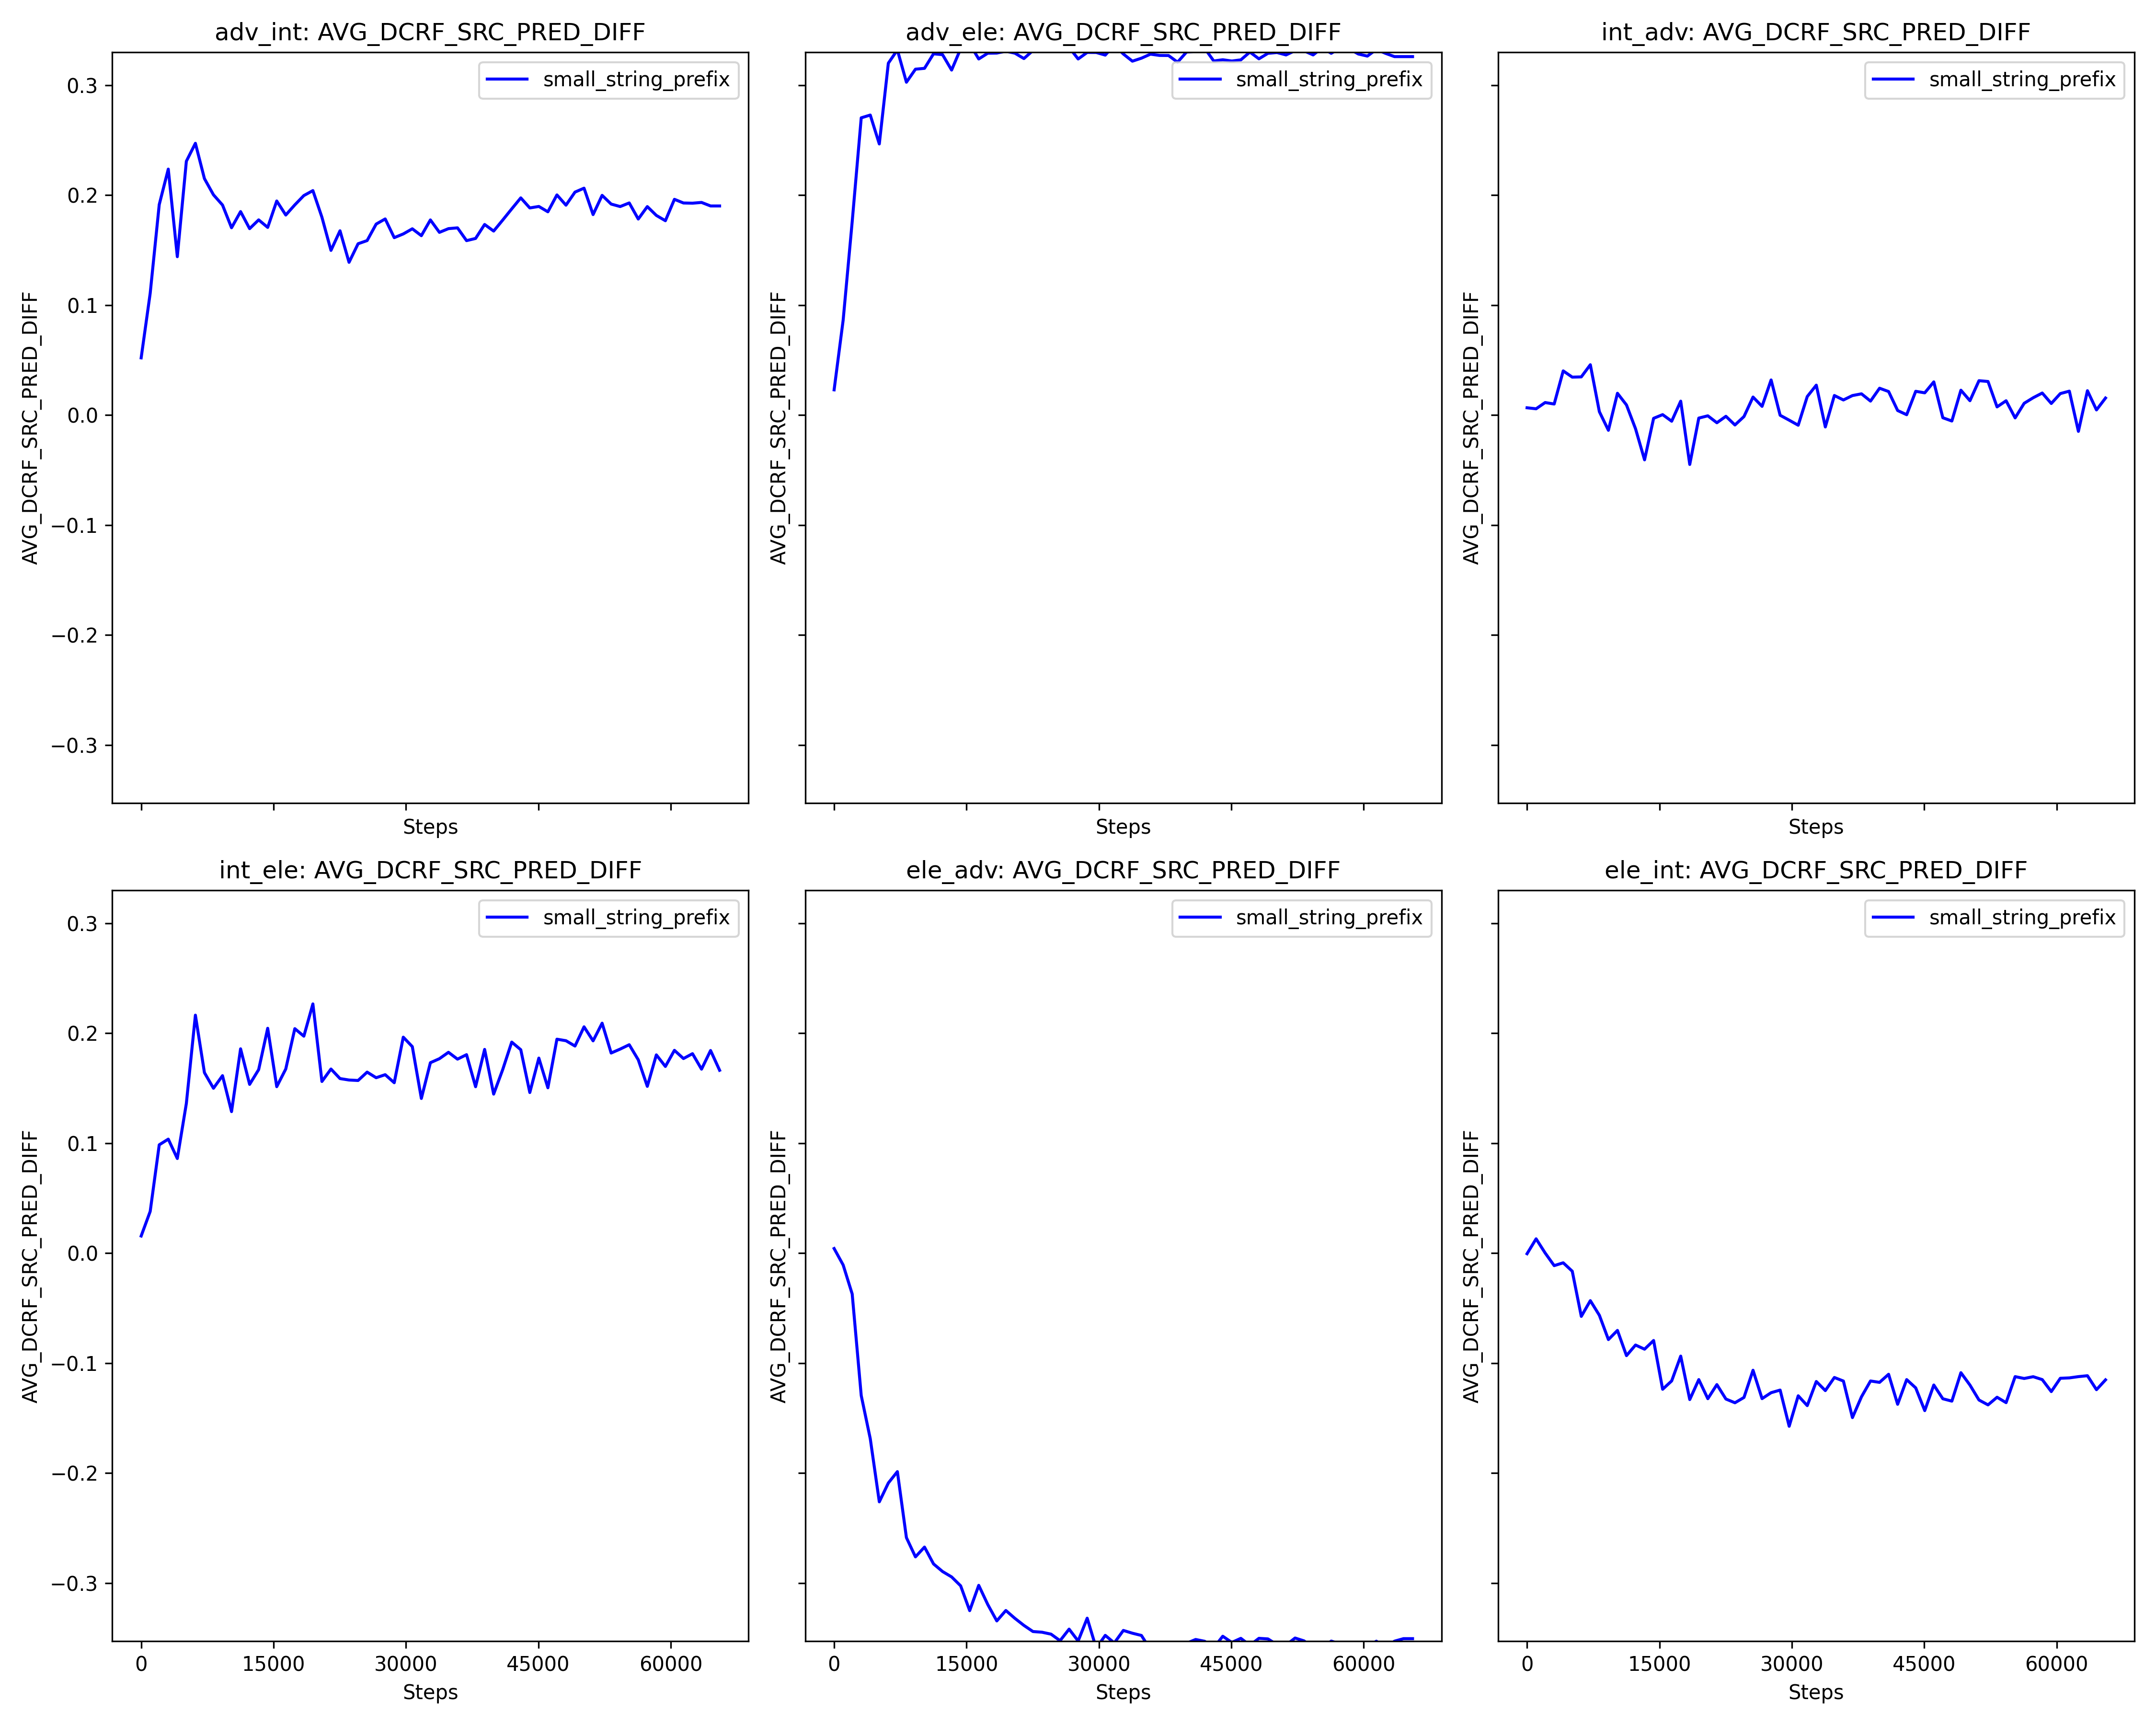 adv_int: AVG_DCRF_SRC_PRED_DIFF
AVG_DCRF_SRC_PRED_DIFF
0.3
0.2
0.1
0.0
−0.1
−0.2
−0.3
small_string_prefix
Steps
adv_ele: AVG_DCRF_SRC_PRED_DIFF
AVG_DCRF_SRC_PRED_DIFF
small_string_prefix
Steps
int_adv: AVG_DCRF_SRC_PRED_DIFF
AVG_DCRF_SRC_PRED_DIFF
small_string_prefix
Steps
int_ele: AVG_DCRF_SRC_PRED_DIFF
AVG_DCRF_SRC_PRED_DIFF
0.3
0.2
0.1
0.0
−0.1
−0.2
−0.3
small_string_prefix
0 15000 30000 45000 60000
Steps
ele_adv: AVG_DCRF_SRC_PRED_DIFF
AVG_DCRF_SRC_PRED_DIFF
small_string_prefix
0 15000 30000 45000 60000
Steps
ele_int: AVG_DCRF_SRC_PRED_DIFF
AVG_DCRF_SRC_PRED_DIFF
small_string_prefix
0 15000 30000 45000 60000
Steps